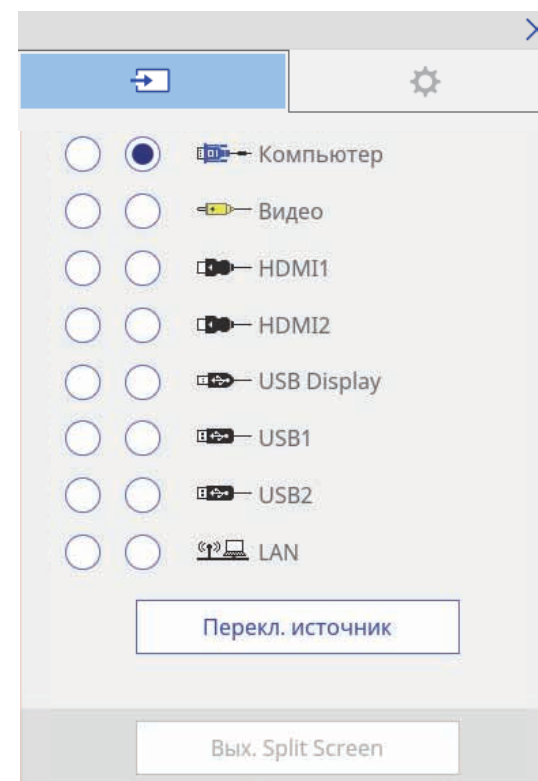 Компьютер
Видео
HDMI1
HDMI2
USB Display
USB1
USB2
LAN
Перекл. источник
Вых. Split Screen